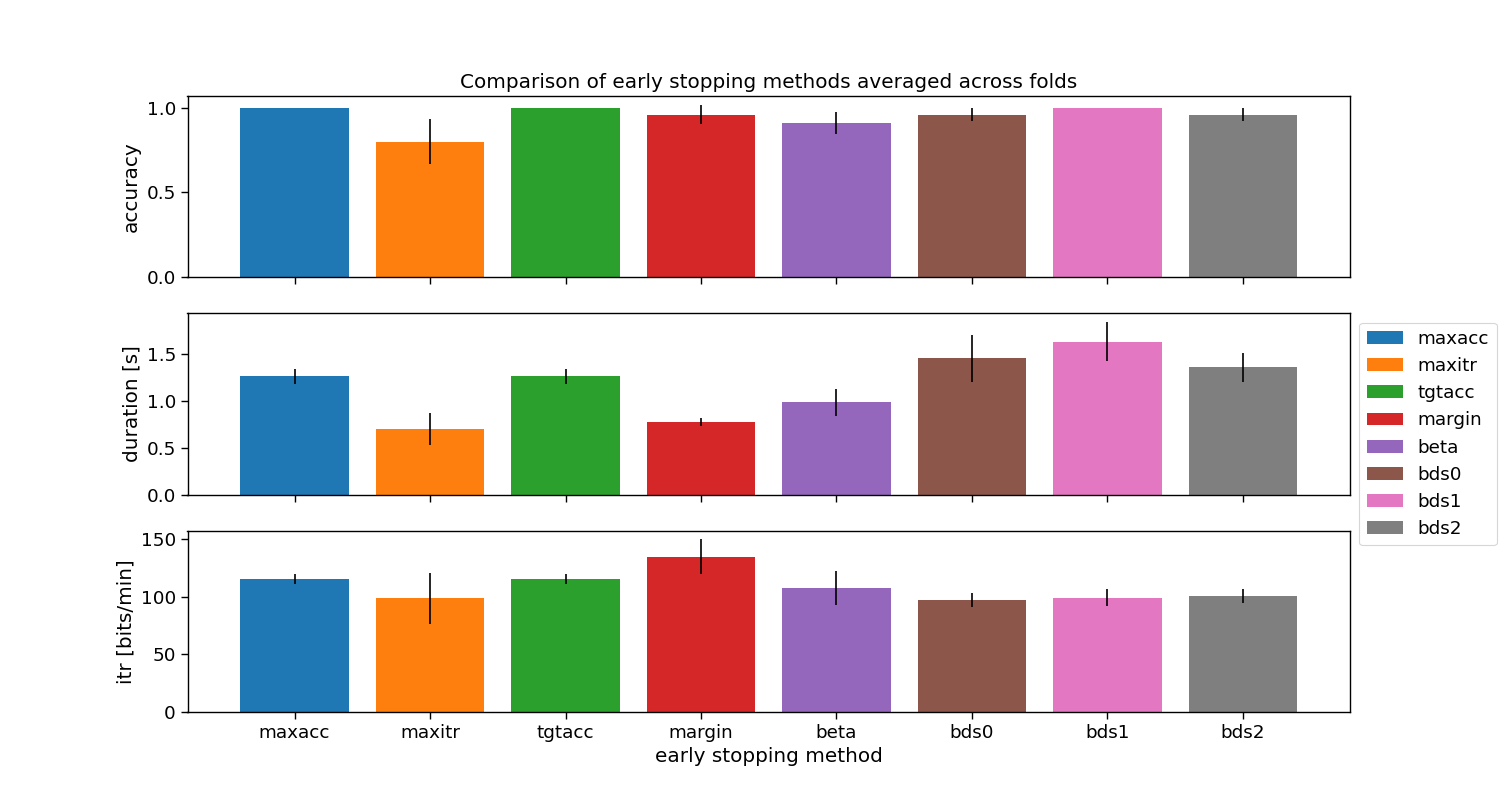 Comparison of early stopping methods averaged across folds
accuracy
1.0
0.5
0.0
duration [s]
1.5
1.0
0.5
0.0
itr [bits/min]
150
100
50
0
maxacc
maxitr
tgtacc
margin
beta
bds0
bds1
bds2
early stopping method
maxacc
maxitr
tgtacc
margin
beta
bds0
bds1
bds2